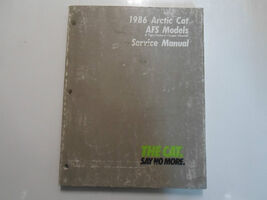 1986 Arctic Cat
AFS Models
Service Manual
THE CAT.
SAY NO MORE.